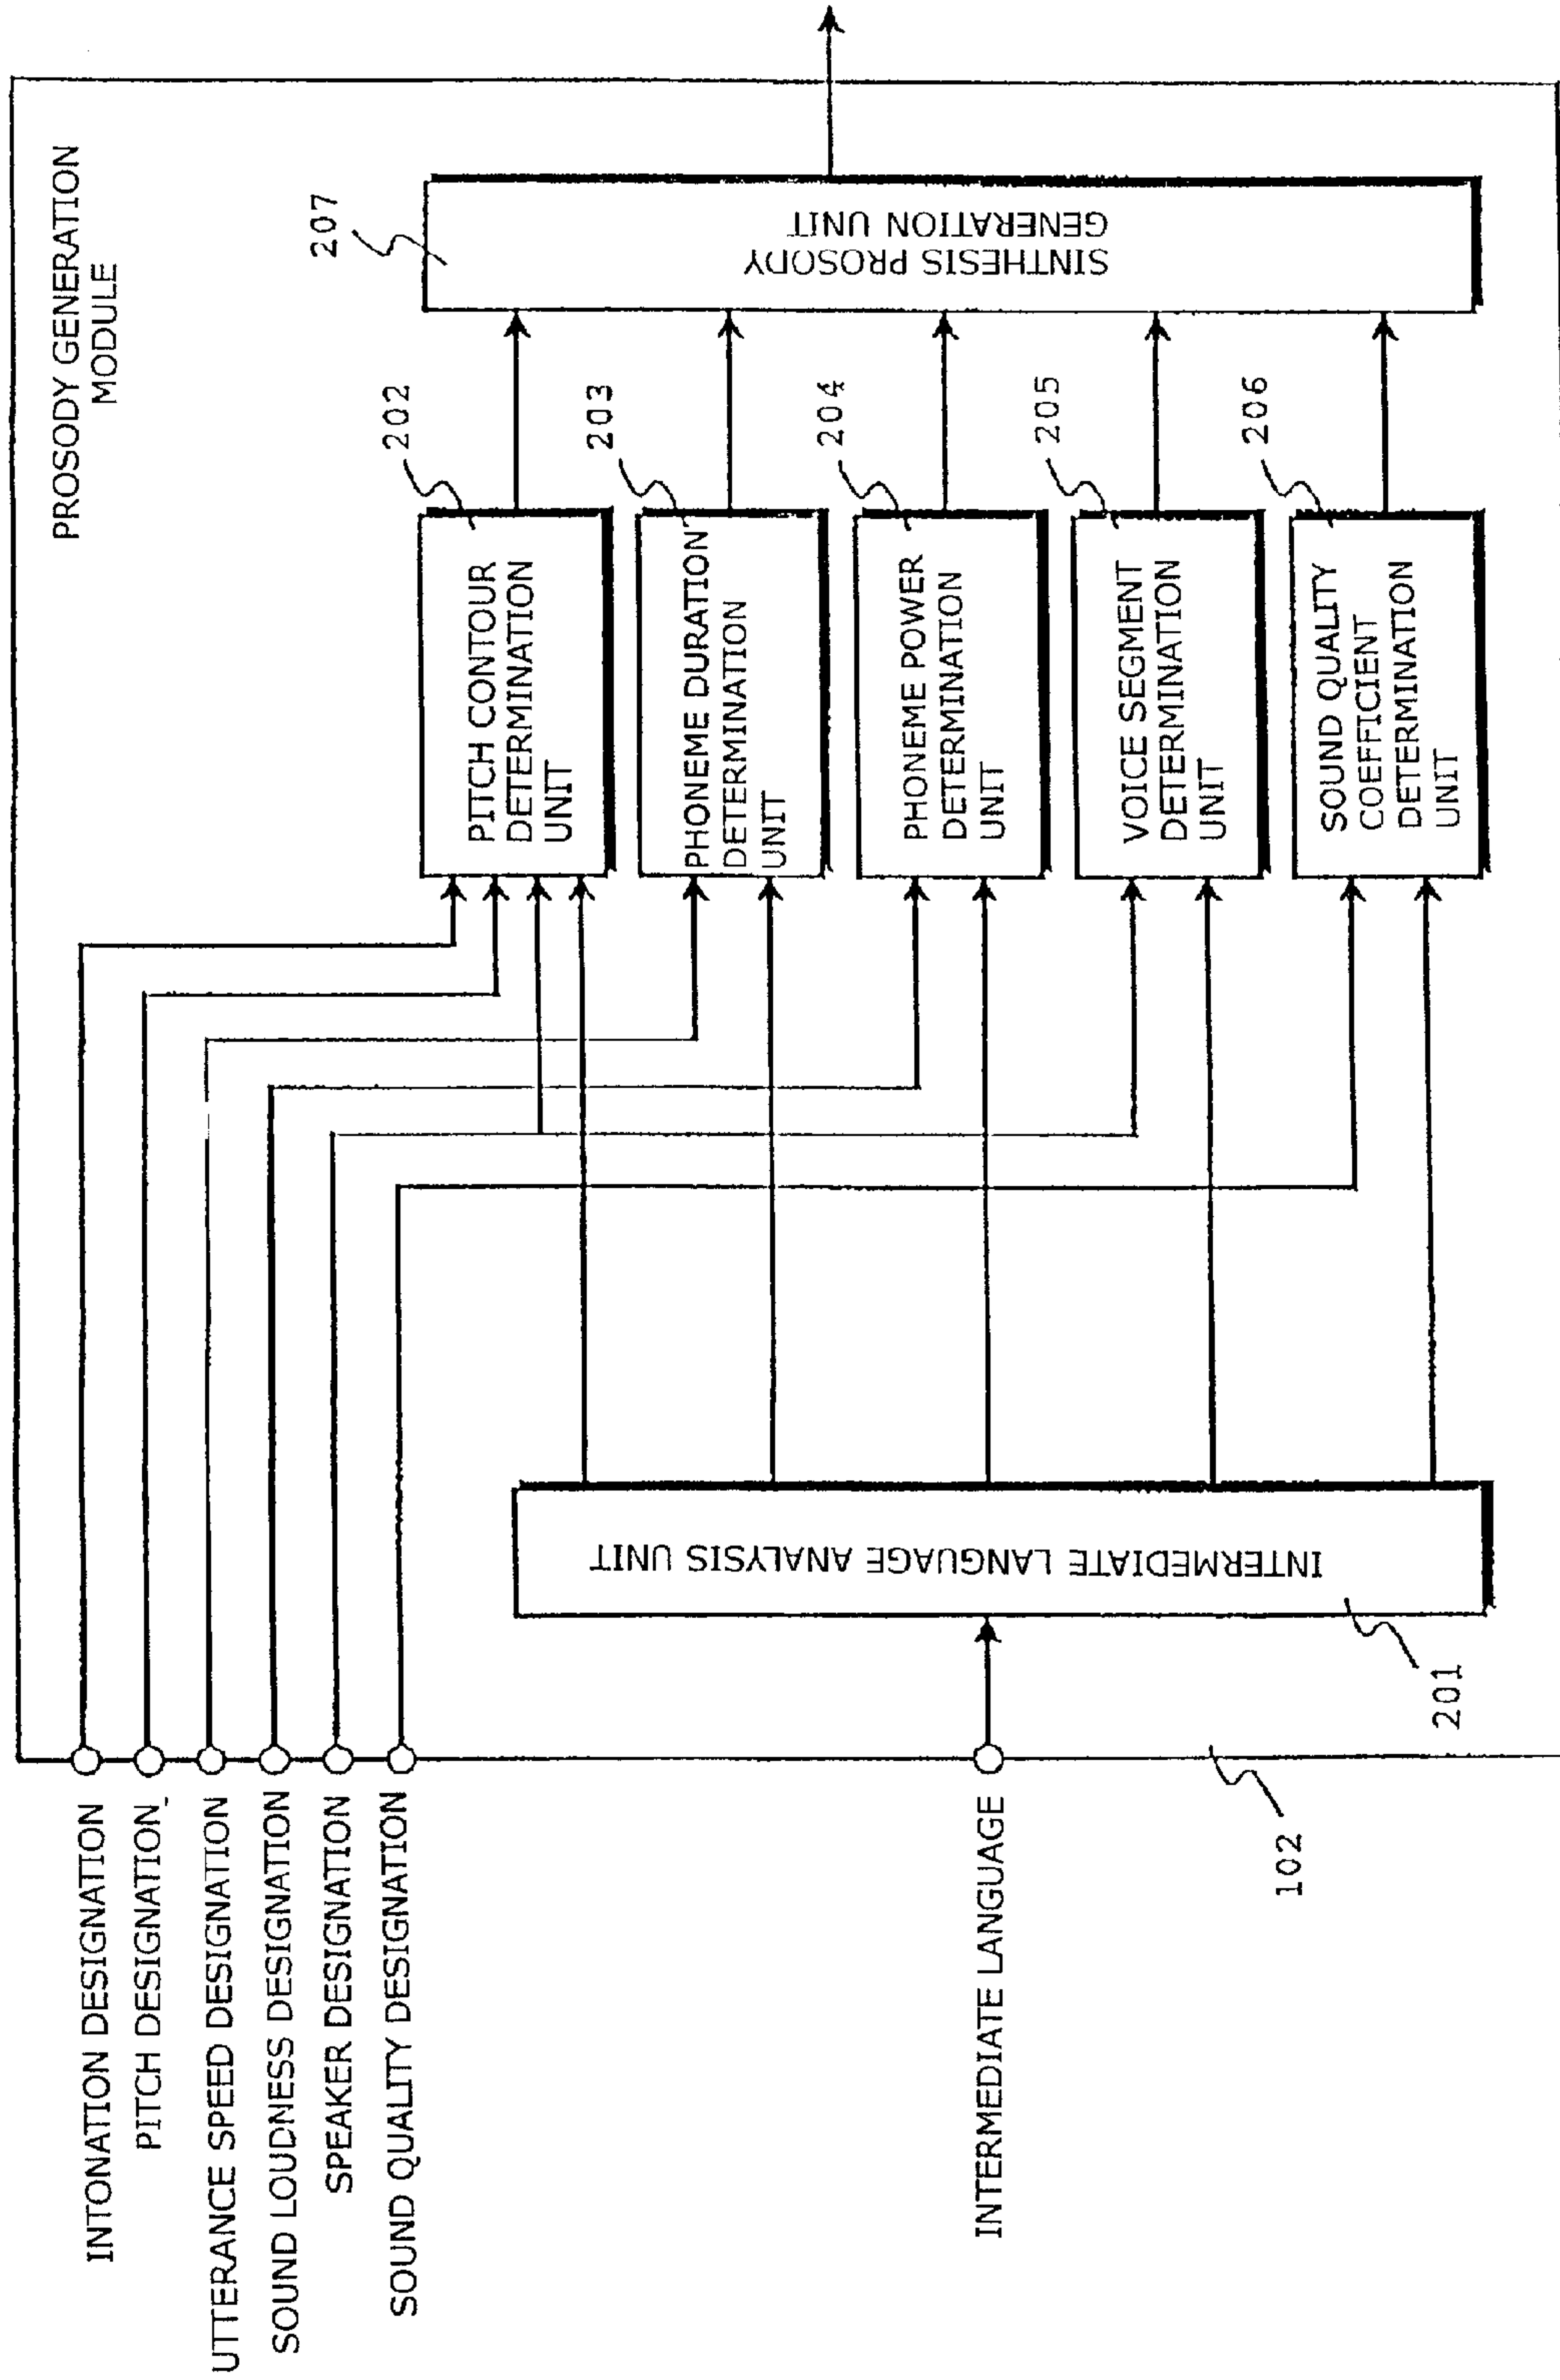 PROSODY GENERATION
MODULE
INTONATION DESIGNATION
PITCH DESIGNATION
UTTERANCE SPEED DESIGNATION
SOUND LOUDNESS DESIGNATION
SPEAKER DESIGNATION
SOUND QUALITY DESIGNATION
INTERMEDIATE LANGUAGE
102
201
INTERMEDIATE LANGUAGE ANALYSIS UNIT
202
PITCH CONTOUR
DETERMINATION
UNIT
203
PHONEME DURATION
DETERMINATION
UNIT
204
PHONEME POWER
DETERMINATION
UNIT
205
VOICE SEGMENT
DETERMINATION
UNIT
206
SOUND QUALITY
COEFFICIENT
DETERMINATION
UNIT
207
SINTHESIS PROSODY
GENERATION UNIT